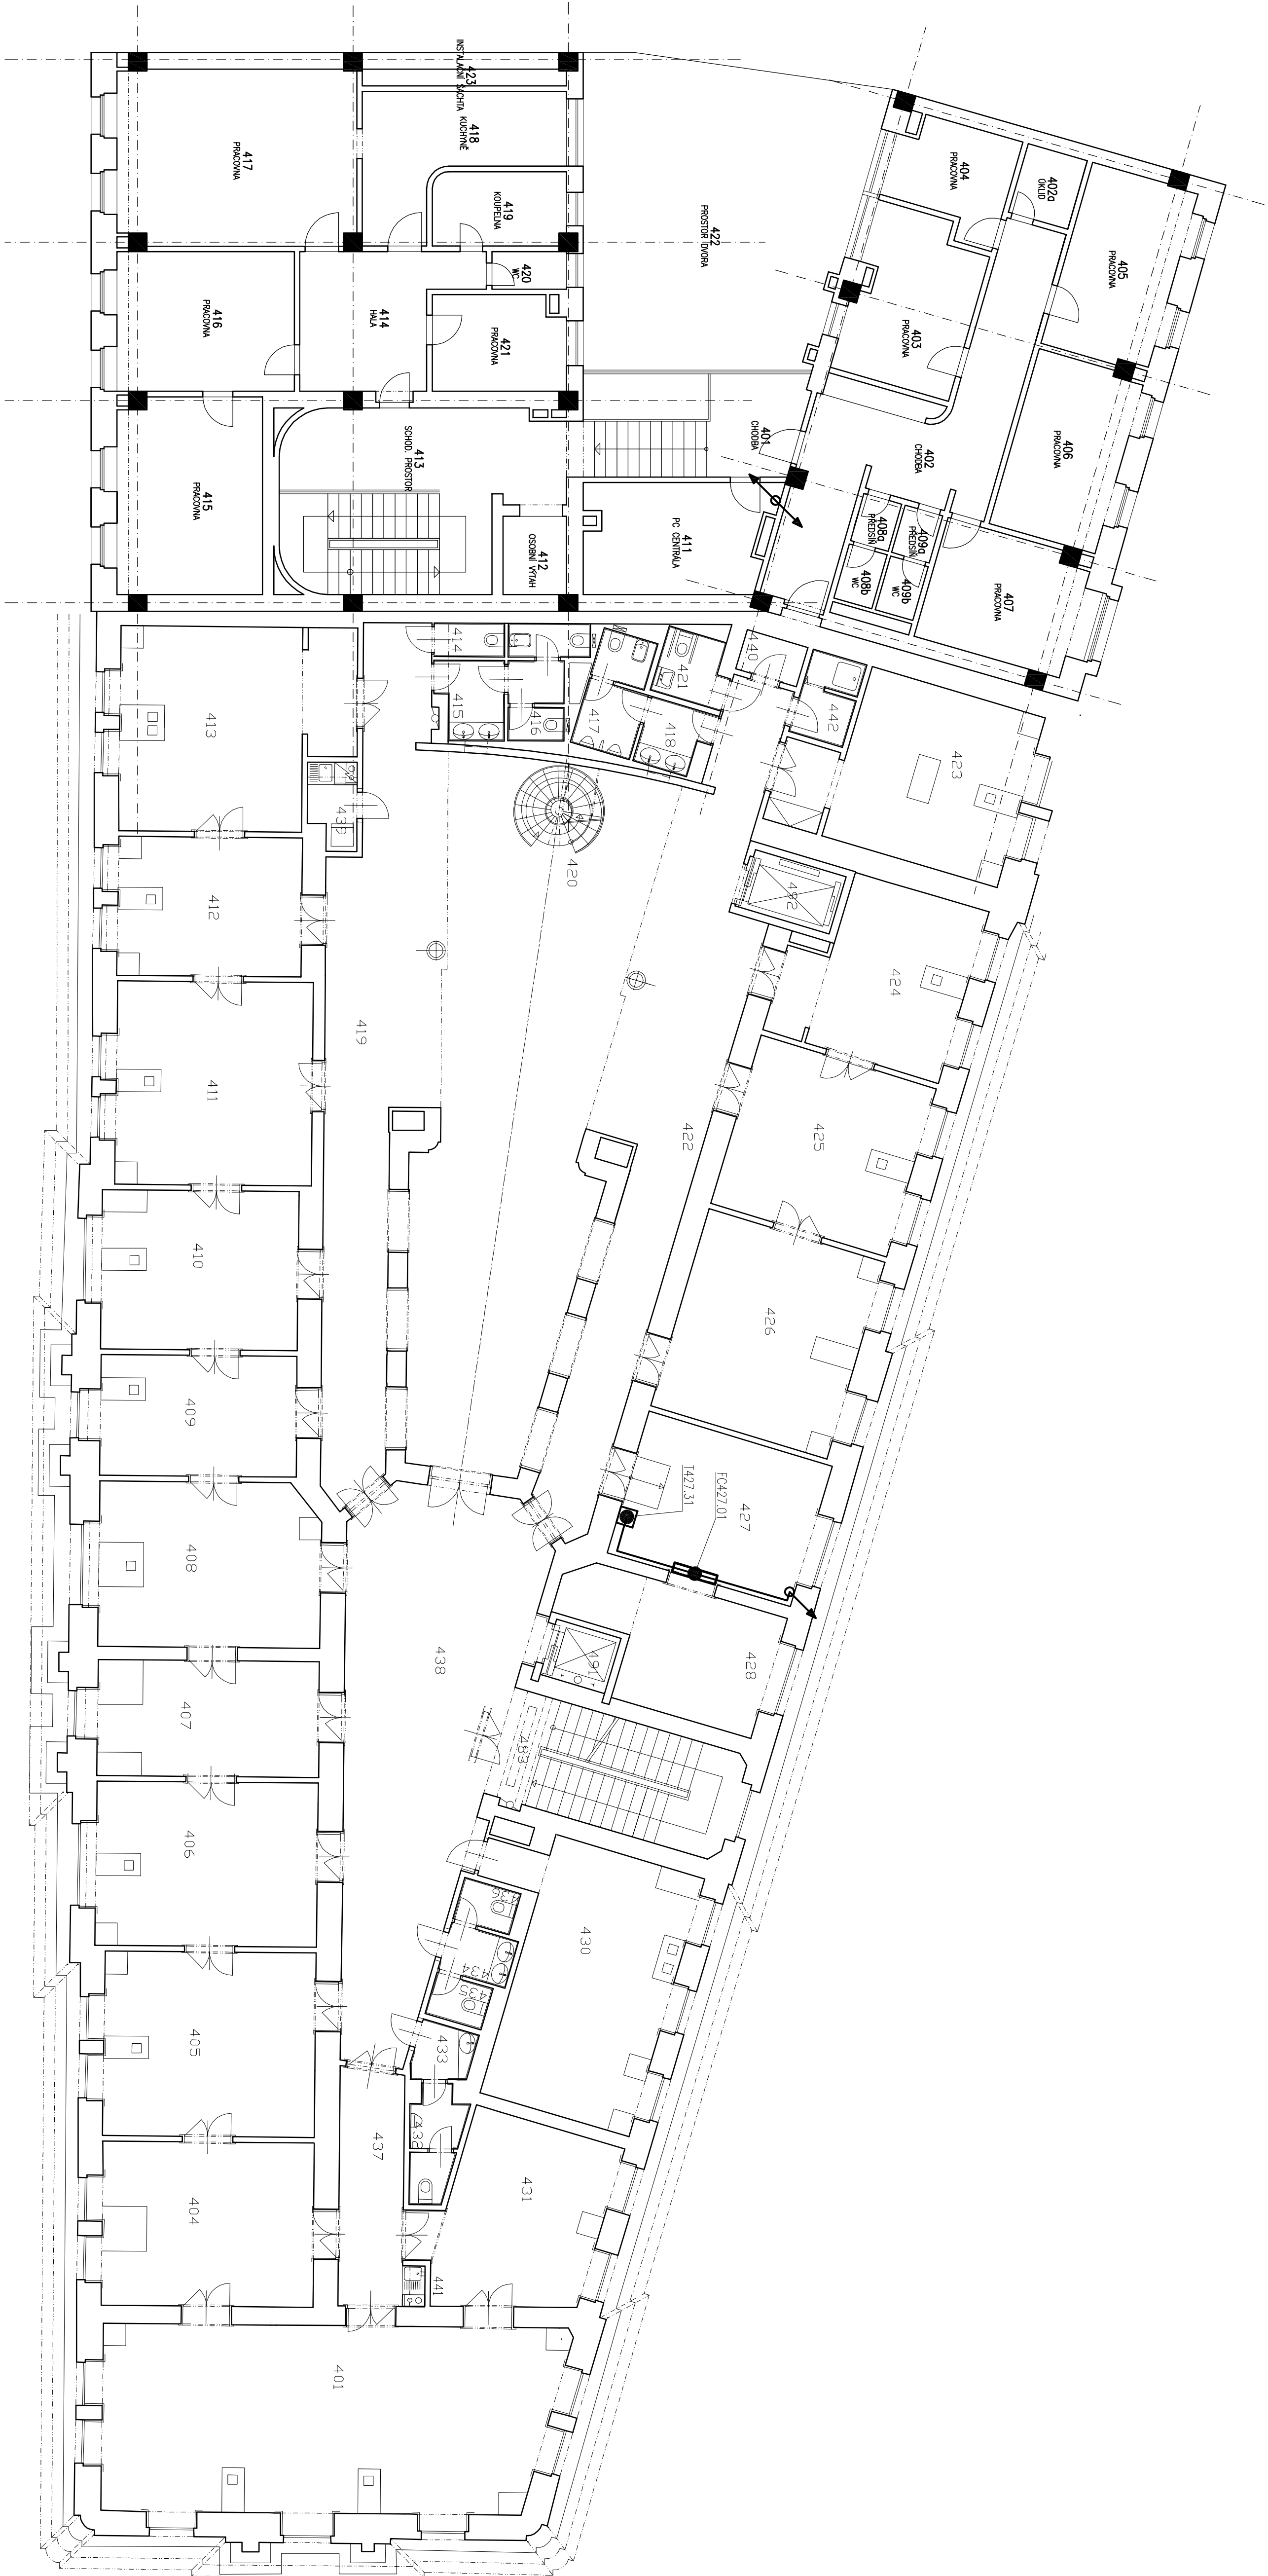 423
INSTALAČNÍ ŠACHTA
418
KUCHYNĚ
417
PRACOVNA
419
KOUPELNA
420
WC
422
PROSTOR DVORA
404
PRACOVNA
402a
ÚKLID
405
PRACOVNA
403
PRACOVNA
416
PRACOVNA
414
HALA
421
PRACOVNA
401
CHODBA
402
CHODBA
406
PRACOVNA
413
SCHOD. PROSTOR
415
PRACOVNA
412
OSOBNÍ VÝTAH
411
PC CENTRÁLA
408a
PŘEDSÍŇ
409a
PŘEDSÍŇ
408b
WC
409b
WC
407
PRACOVNA
413
414
415
416
417
418
421
440
442
423
439
420
492
412
424
419
411
422
425
410
426
409
T427.31
FC427.01
427
408
438
491
428
407
483
406
436
434
435
430
405
433
432
437
431
404
441
401